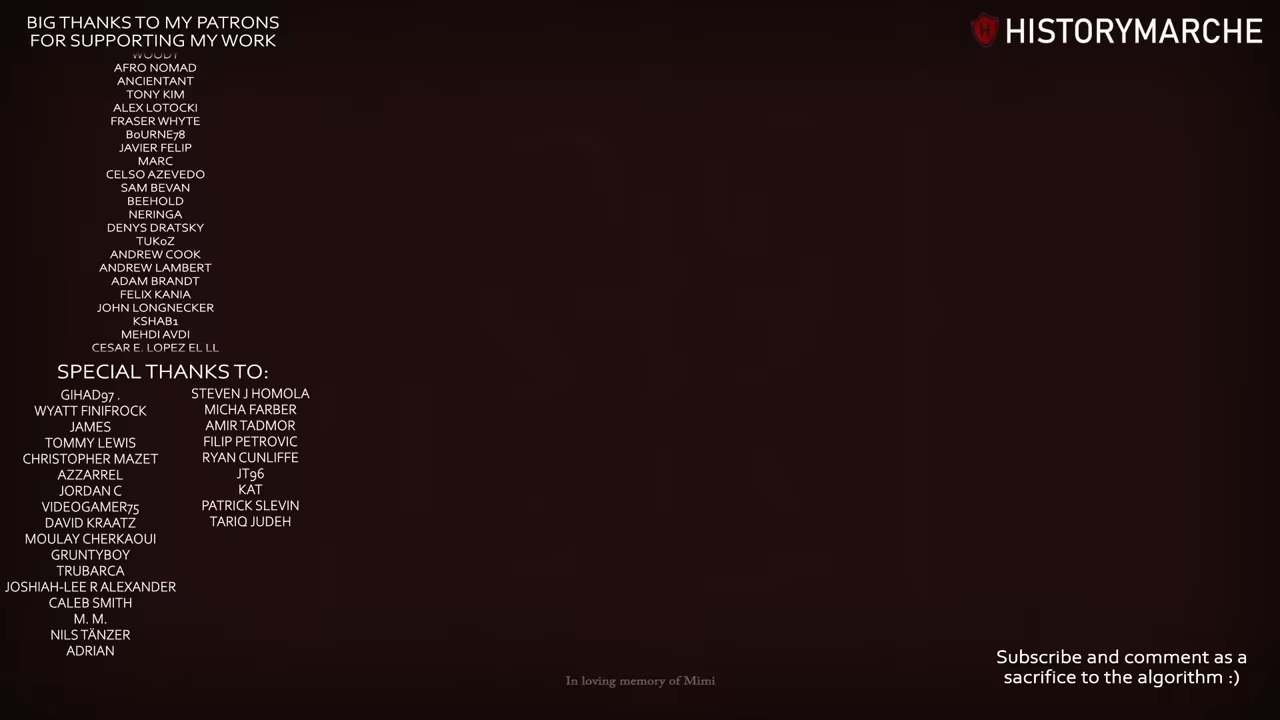 BIG THANKS TO MY PATRONS
FOR SUPPORTING MY WORK
WOODY
AFRO NOMAD
ANCIENTANT
TONY KIM
ALEX LOTOCKI
FRASER WHYTE
B0URNE78
JAVIER FELIP
MARC
CELSO AZEVEDO
SAM BEVAN
BEEHOLD
NERINGA
DENYS DRATSKY
TUK0Z
ANDREW COOK
ANDREW LAMBERT
ADAM BRANDT
FELIX KANIA
JOHN LONGNECKER
KSHAB1
MEHDI AVDI
CESAR E. LOPEZ EL LL
SPECIAL THANKS TO:
GIHAD97 .
WYATT FINIFROCK
JAMES
TOMMY LEWIS
CHRISTOPHER MAZET
AZZARREL
JORDAN C
VIDEOGAMER75
DAVID KRAATZ
MOULAY CHERKAOUI
GRUNTYBOY
TRUBARCA
JOSHIAH-LEE R ALEXANDER
CALEB SMITH
M. M.
NILS TÄNZER
ADRIAN
STEVEN J HOMOLA
MICHA FARBER
AMIR TADMOR
FILIP PETROVIC
RYAN CUNLIFFE
JT96
KAT
PATRICK SLEVIN
TARIQ JUDEH
HISTORYMARCHE
In loving memory of Mimi
Subscribe and comment as a
sacrifice to the algorithm :)